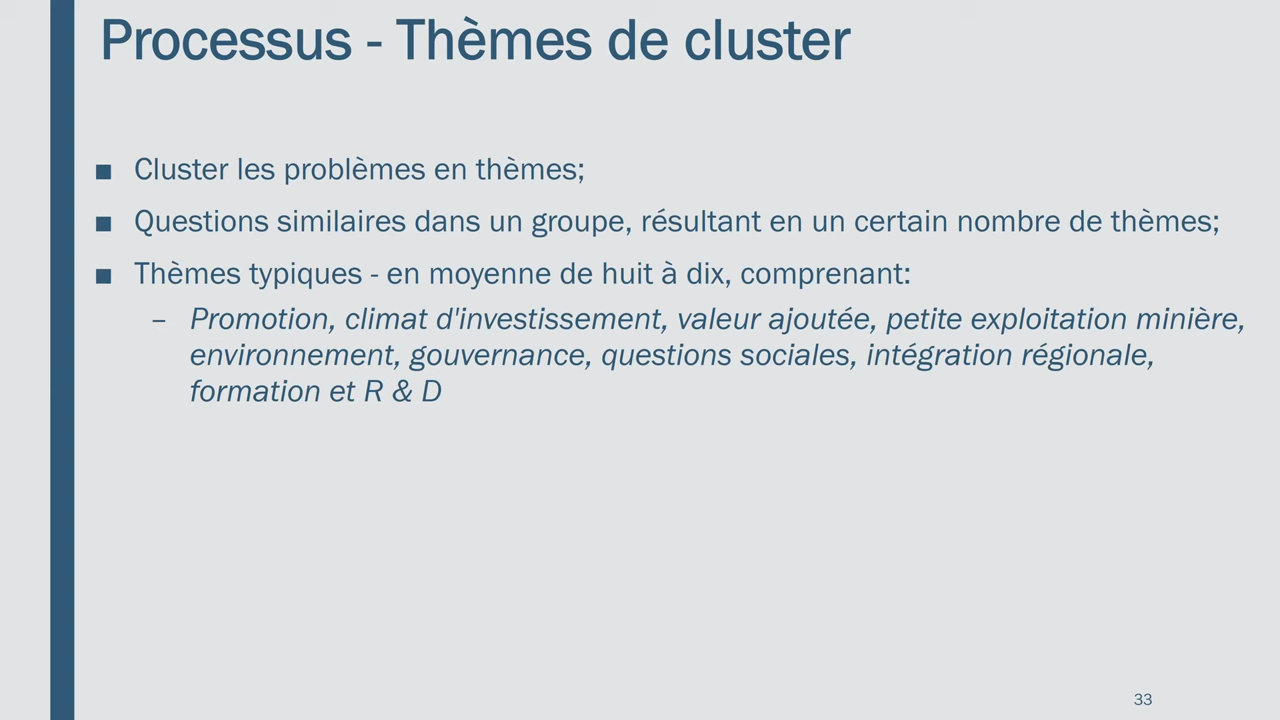 Processus - Thèmes de cluster
■ Cluster les problèmes en thèmes;
■ Questions similaires dans un groupe, résultant en un certain nombre de thèmes;
■ Thèmes typiques - en moyenne de huit à dix, comprenant:
– Promotion, climat d'investissement, valeur ajoutée, petite exploitation minière,
environnement, gouvernance, questions sociales, intégration régionale,
formation et R & D
33